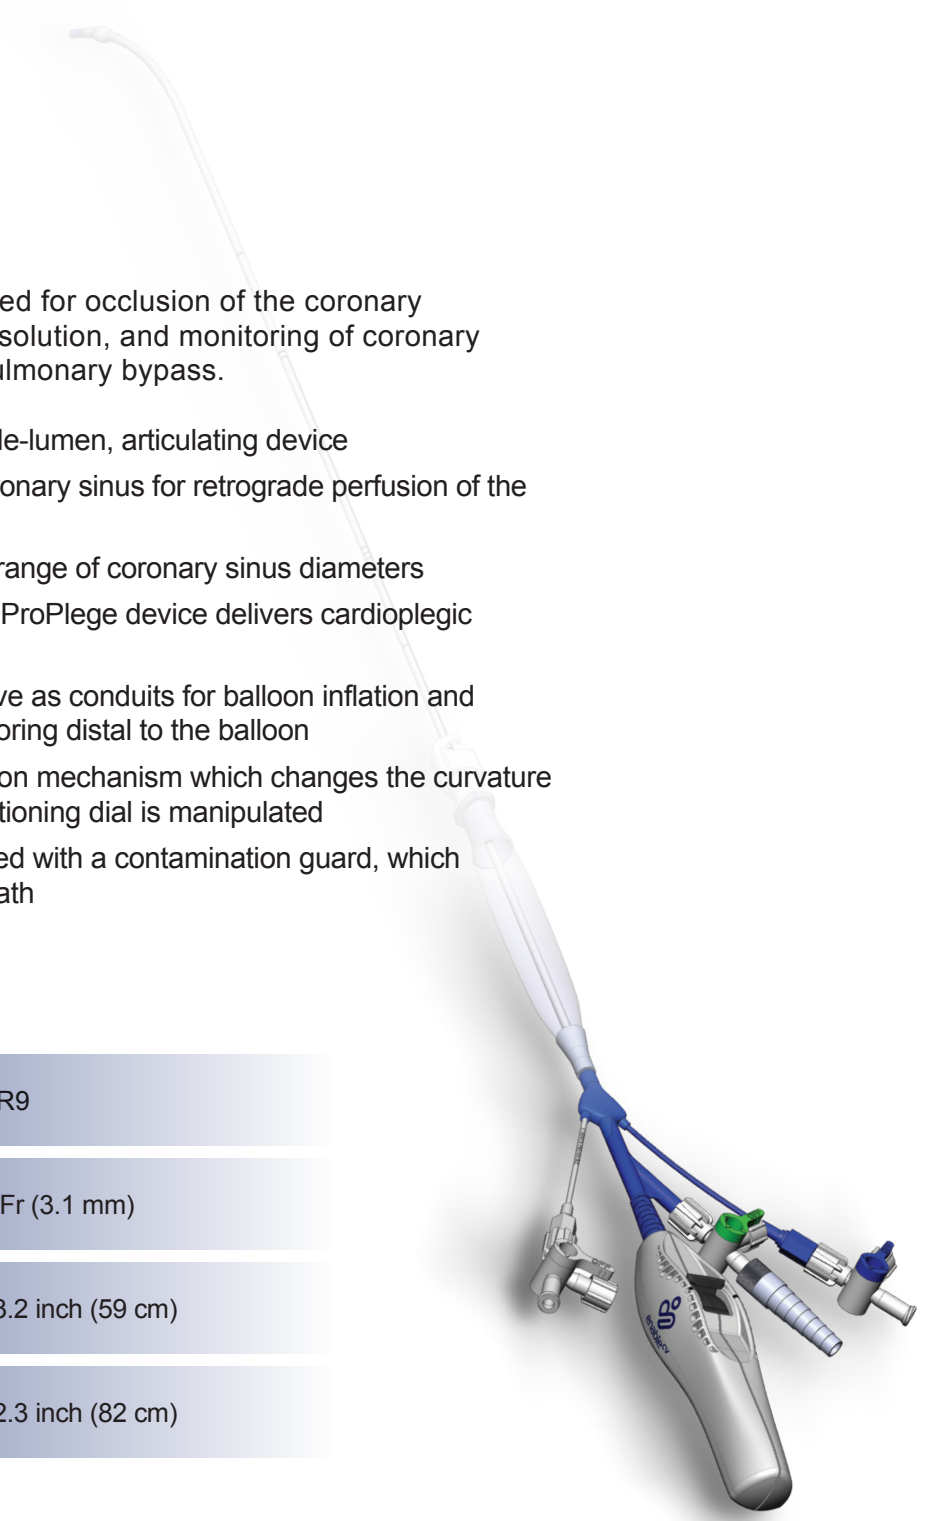 ed for occlusion of the coronary
solution, and monitoring of coronary
ulmonary bypass.
le-lumen, articulating device
ronary sinus for retrograde perfusion of the
range of coronary sinus diameters
ProPlege device delivers cardioplegic
ve as conduits for balloon inflation and
oring distal to the balloon
on mechanism which changes the curvature
tioning dial is manipulated
ed with a contamination guard, which
ath
R9
Fr (3.1 mm)
3.2 inch (59 cm)
2.3 inch (82 cm)
enableCV